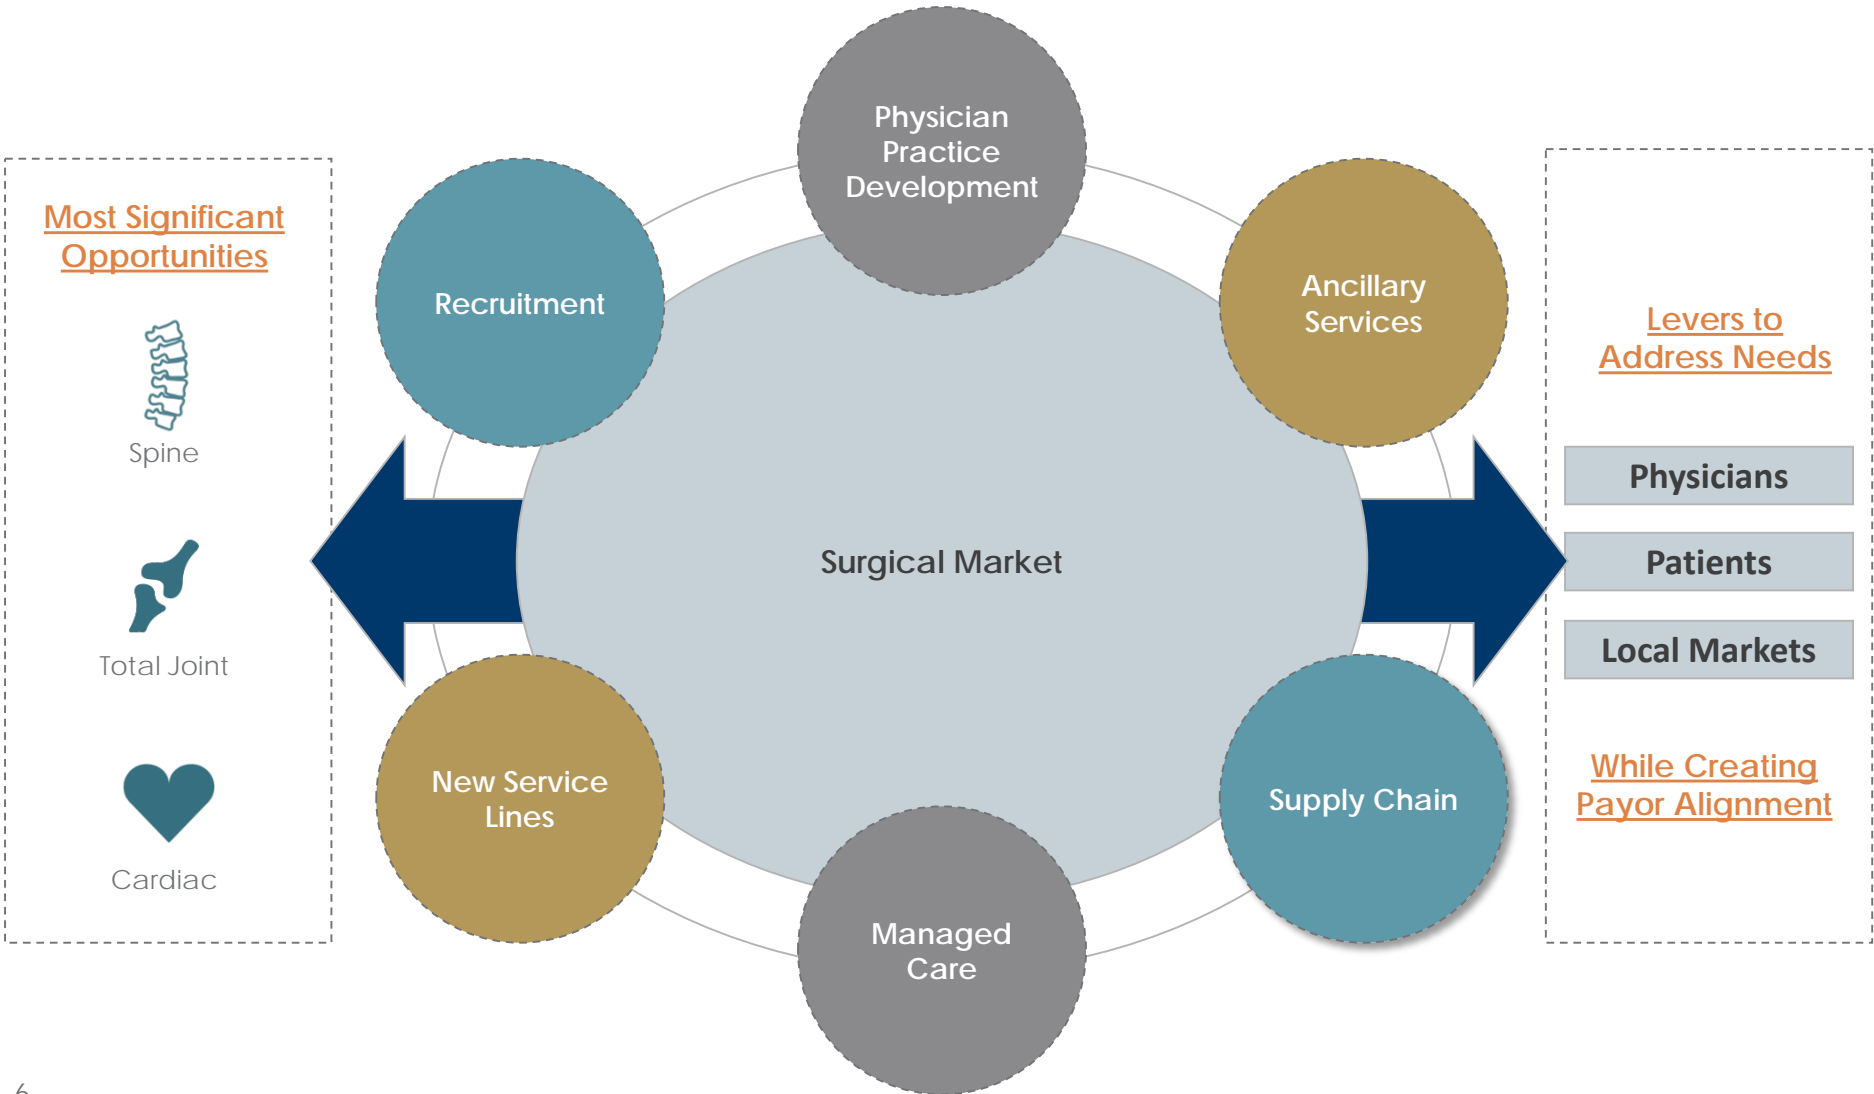 Most Significant
Opportunities
Spine
Total Joint
Cardiac
Physician
Practice
Development
Recruitment
Ancillary
Services
Surgical Market
New Service
Lines
Supply Chain
Managed
Care
Levers to
Address Needs
Physicians
Patients
Local Markets
While Creating
Payor Alignment
6